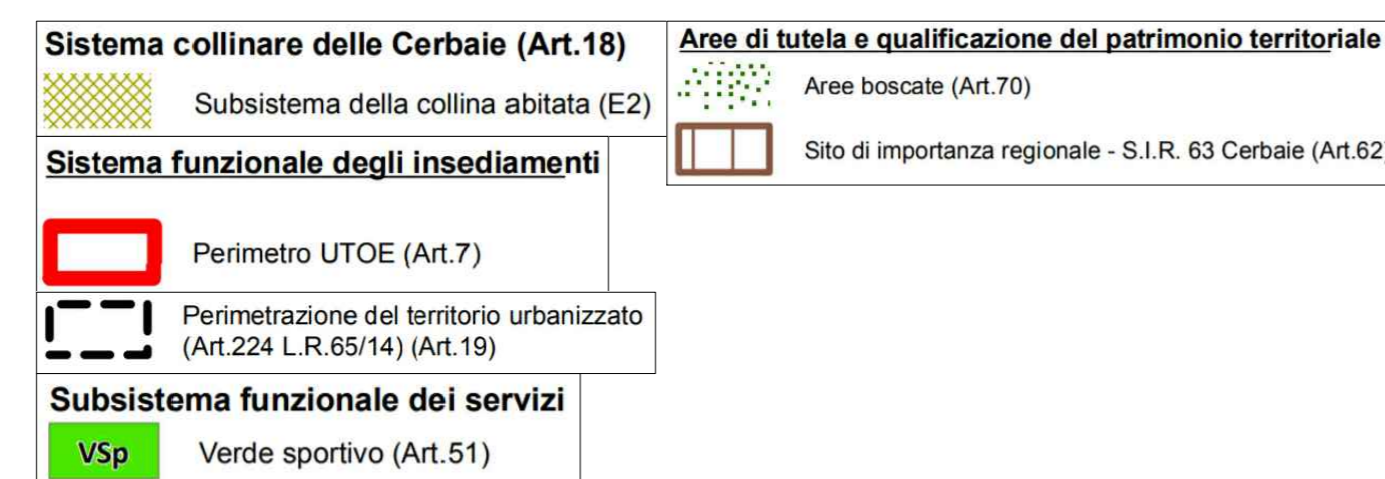 Sistema collinare delle Cerbaie (Art.18)
Subsistema della collina abitata (E2)
Sistema funzionale degli insediamenti
Perimetro UTOE (Art.7)
Perimetrazione del territorio urbanizzato
(Art.224 L.R.65/14) (Art.19)
Subsistema funzionale dei servizi
VSp
Verde sportivo (Art.51)
Aree di tutela e qualificazione del patrimonio territoriale
Aree boscate (Art.70)
Sito di importanza regionale - S.I.R. 63 Cerbaie (Art.62)